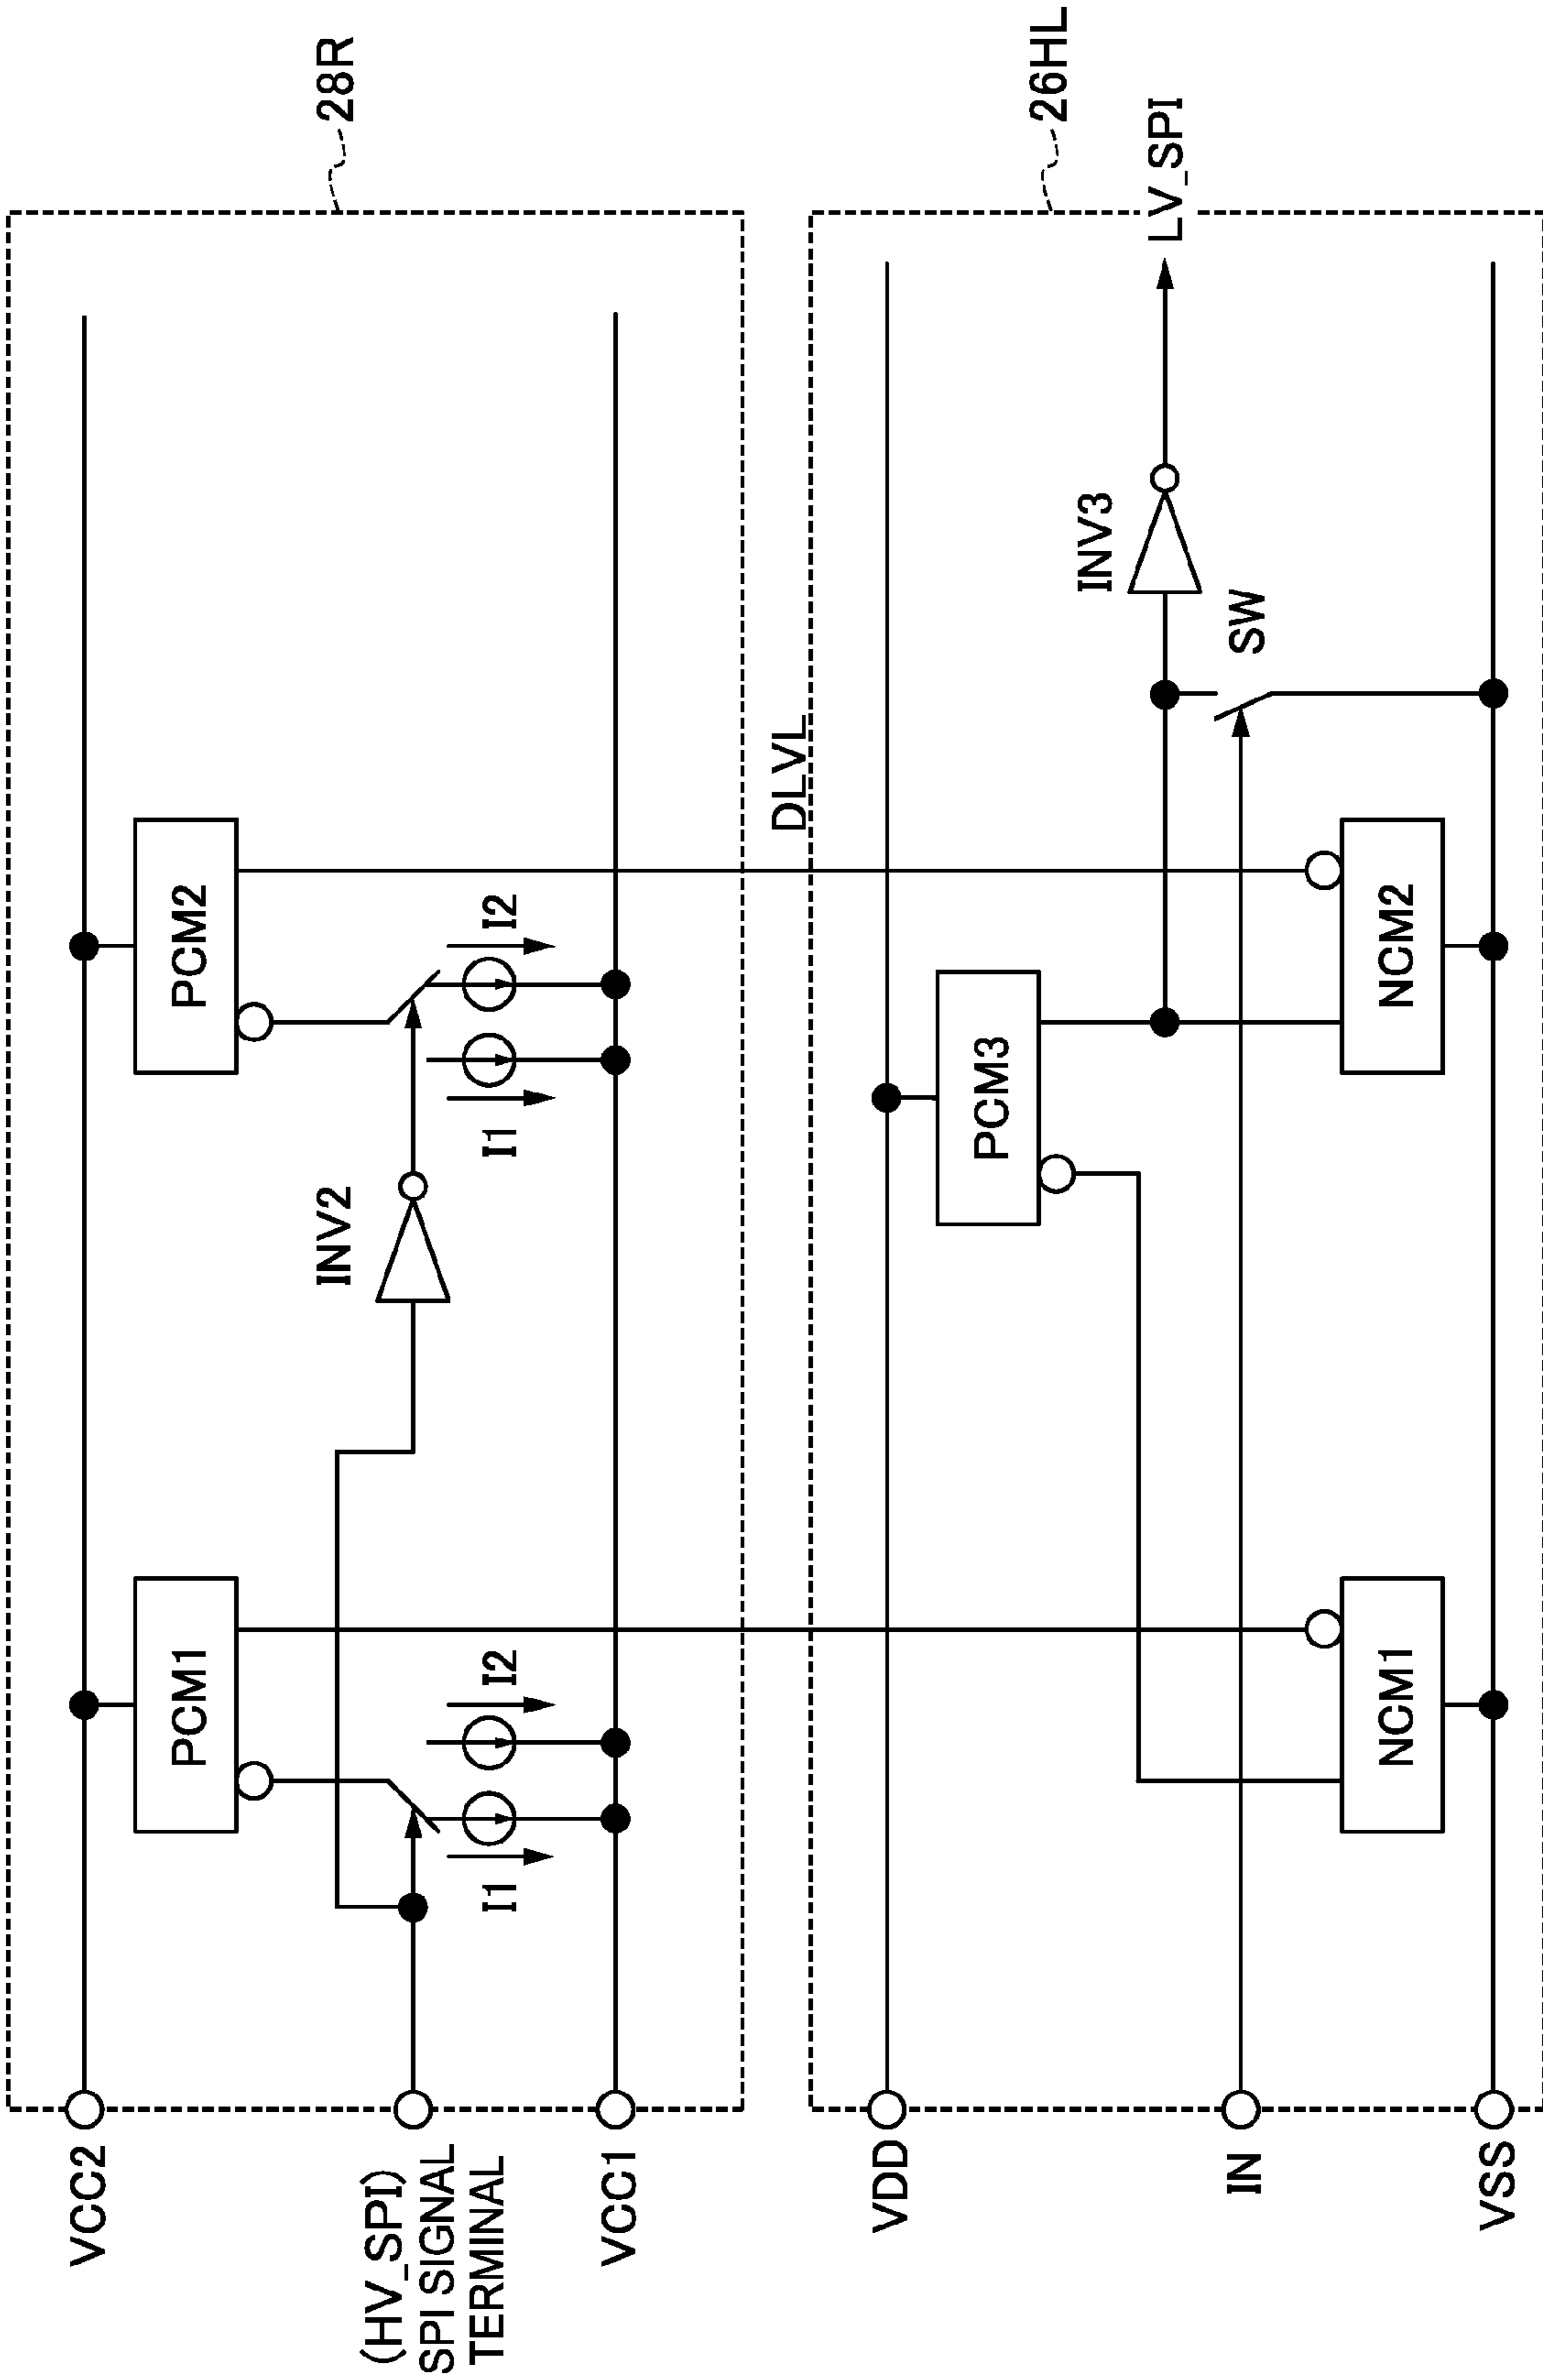 28R
VCC2
PCM1
PCM2
INV2
(HV_SPI)
SPI SIGNAL
TERMINAL
I1
I2
I1
I2
VCC1
DLVL
26HL
VDD
PCM3
INV3
LV_SPI
SW
IN
NCM1
NCM2
VSS